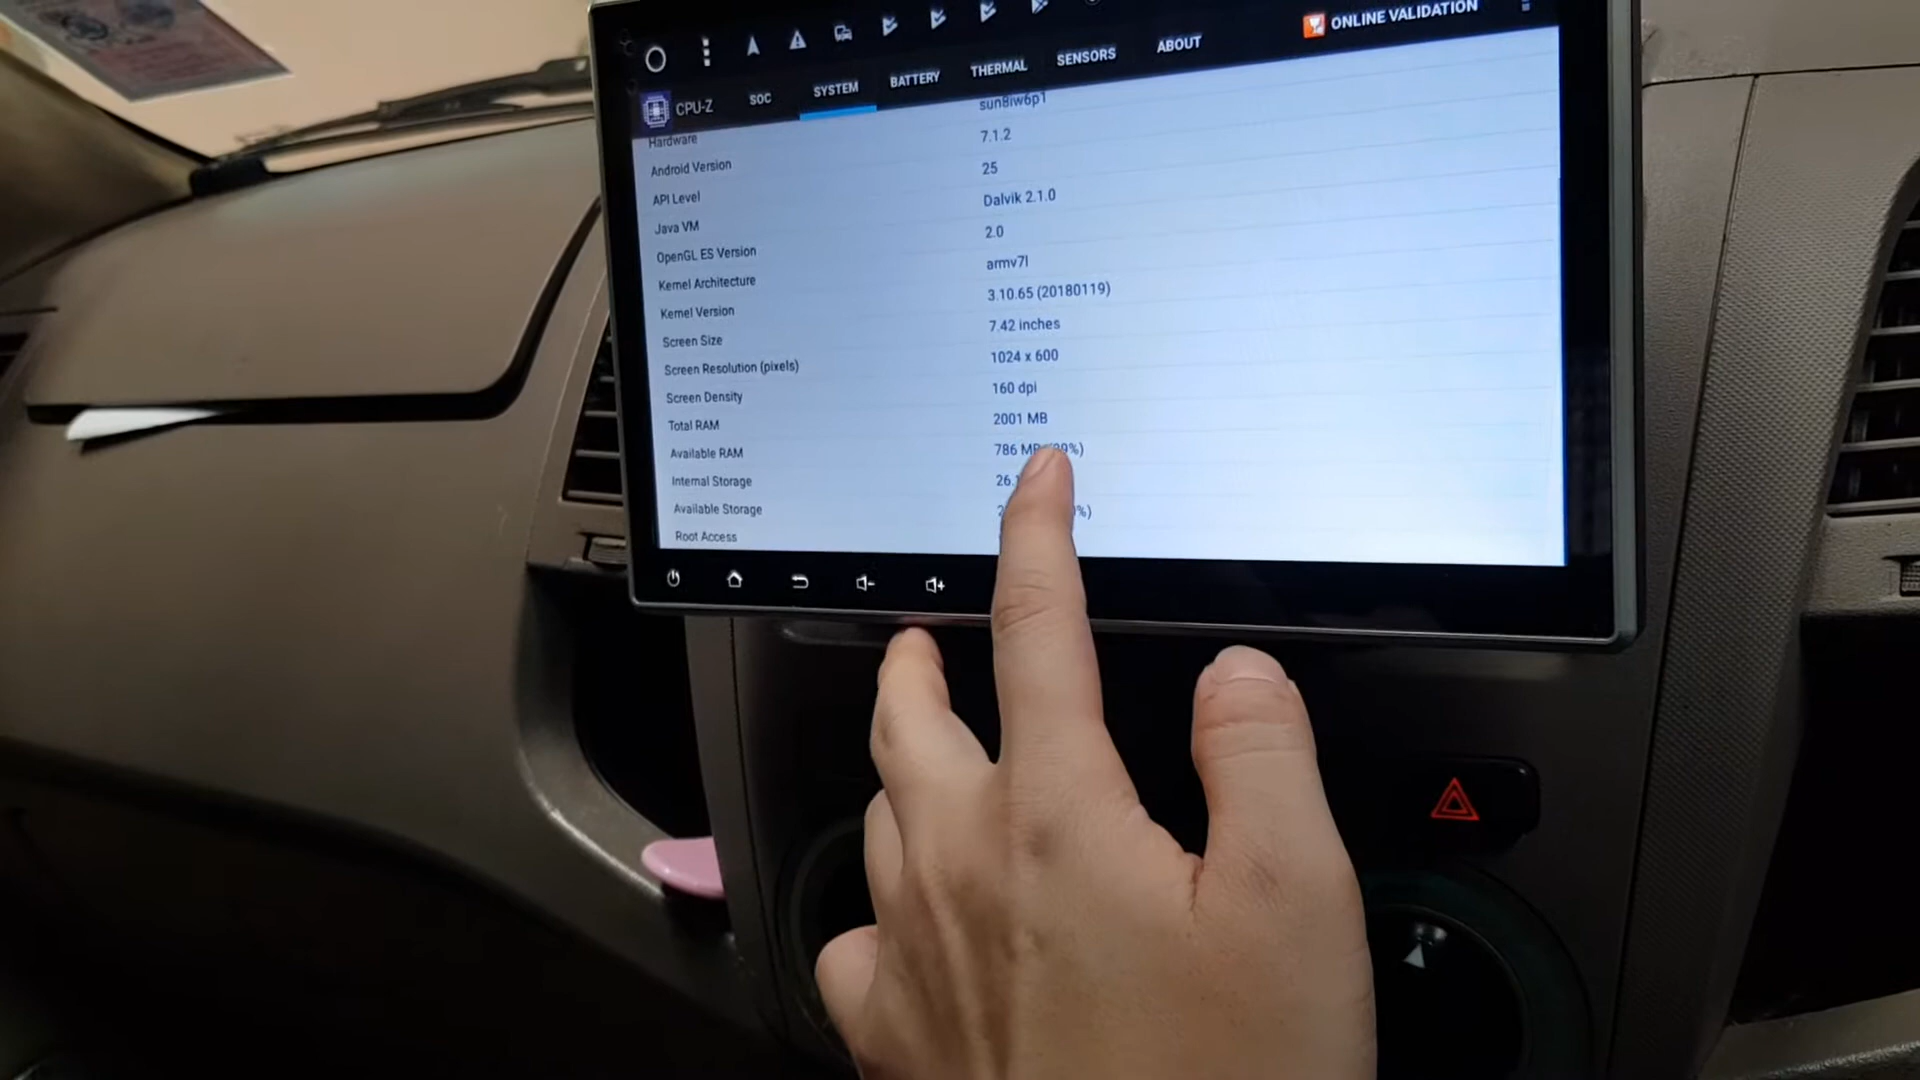 ONLINE VALIDATION
CPU-Z SOC SYSTEM BATTERY THERMAL SENSORS ABOUT
Hardware sun8iw6p1
Android Version 7.1.2
API Level 25
Java VM Dalvik 2.1.0
OpenGL ES Version 2.0
Kernel Architecture armv7l
Kernel Version 3.10.65 (20180119)
Screen Size 7.42 inches
Screen Resolution (pixels) 1024 x 600
Screen Density 160 dpi
Total RAM 2001 MB
Available RAM 786
Internal Storage 26.
Available Storage
Root Access